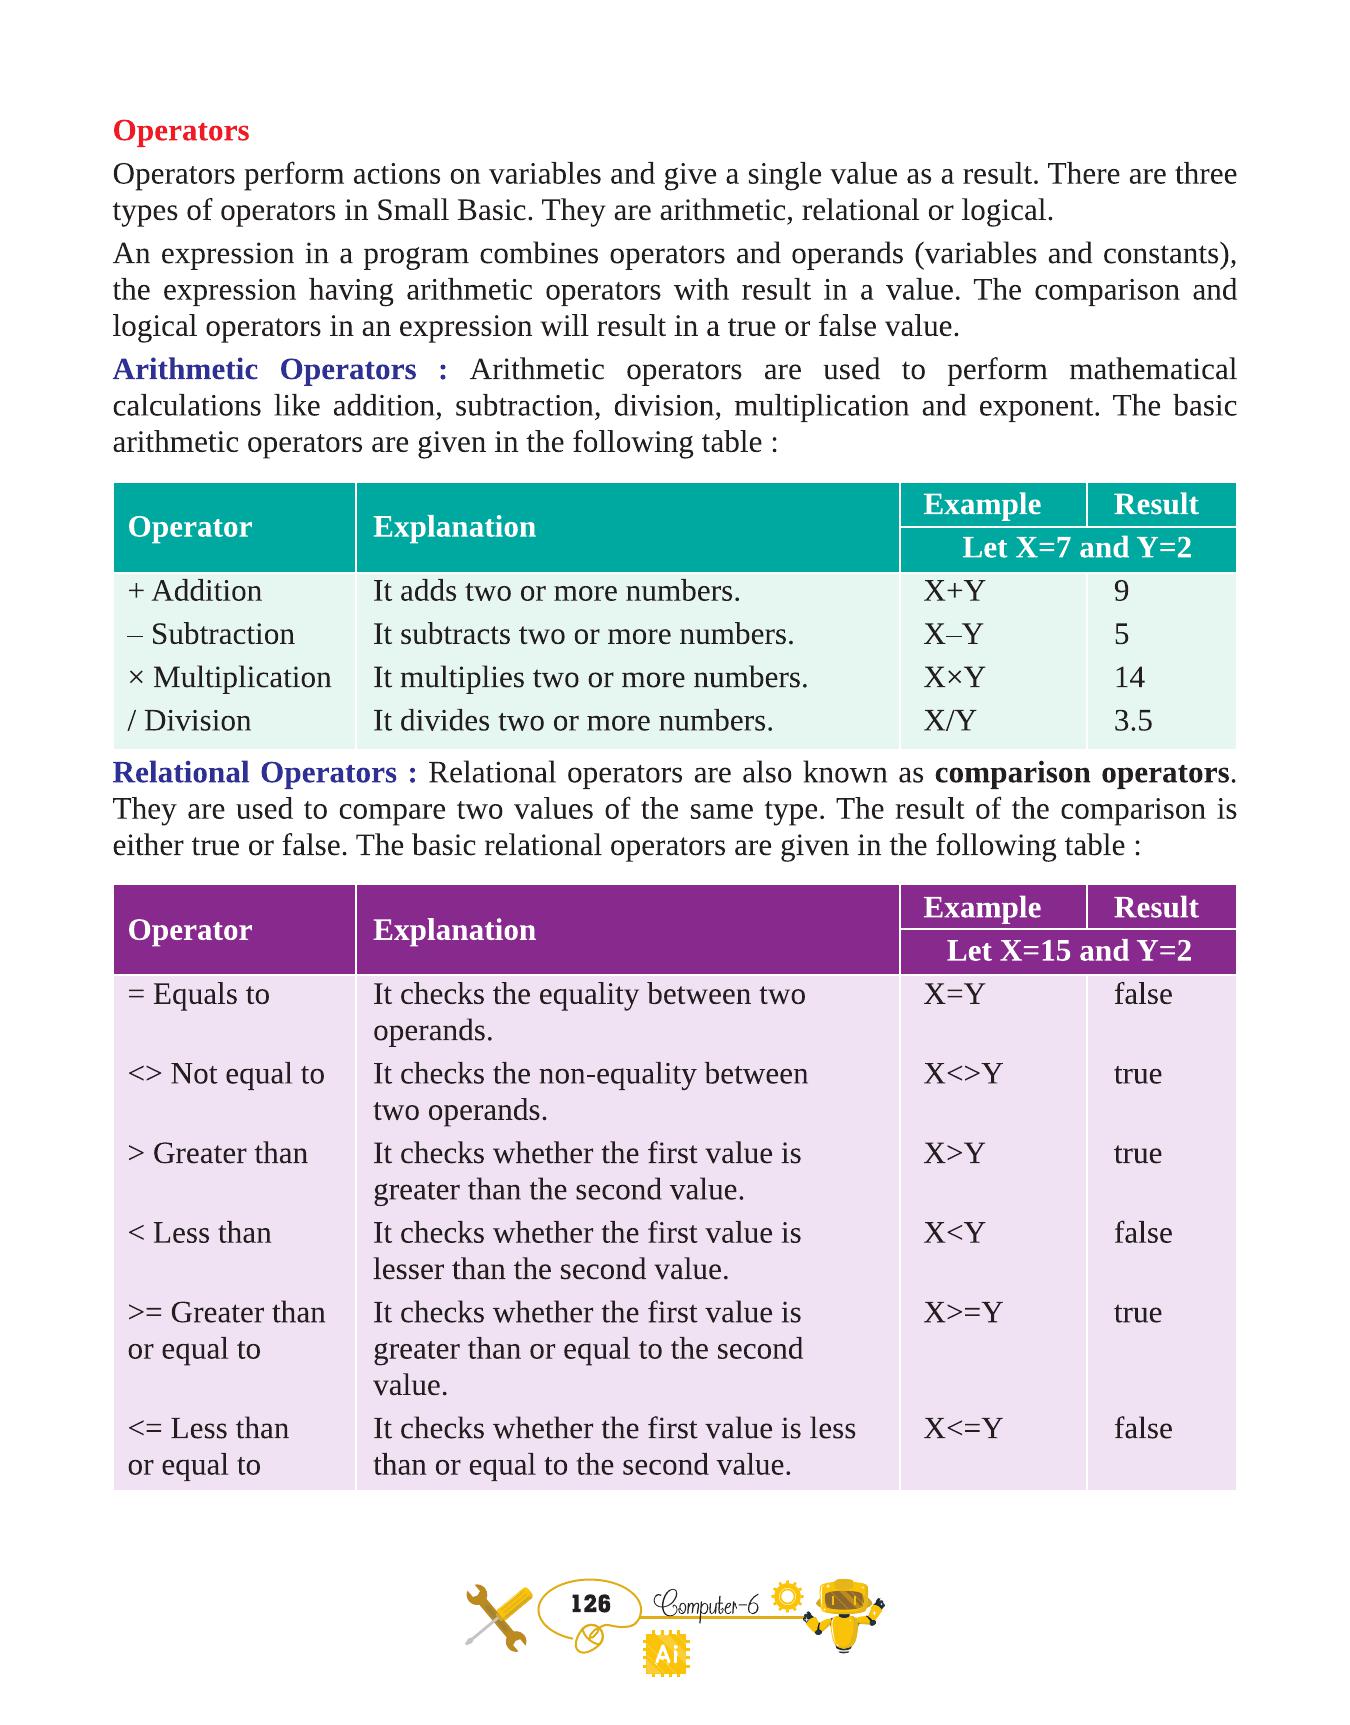 Operators
Operators perform actions on variables and give a single value as a result. There are three
types of operators in Small Basic. They are arithmetic, relational or logical.
An expression in a program combines operators and operands (variables and constants),
the expression having arithmetic operators with result in a value. The comparison and
logical operators in an expression will result in a true or false value.
Arithmetic Operators : Arithmetic operators are used to perform mathematical
calculations like addition, subtraction, division, multiplication and exponent. The basic
arithmetic operators are given in the following table :
Operator Explanation Example Result
Let X=7 and Y=2
+ Addition It adds two or more numbers. X+Y 9
– Subtraction It subtracts two or more numbers. X–Y 5
× Multiplication It multiplies two or more numbers. X×Y 14
/ Division It divides two or more numbers. X/Y 3.5
Relational Operators : Relational operators are also known as comparison operators.
They are used to compare two values of the same type. The result of the comparison is
either true or false. The basic relational operators are given in the following table :
Operator Explanation Example Result
Let X=15 and Y=2
= Equals to It checks the equality between two X=Y false
operands.
<> Not equal to It checks the non-equality between X<>Y true
two operands.
> Greater than It checks whether the first value is X>Y true
greater than the second value.
< Less than It checks whether the first value is X<Y false
lesser than the second value.
>= Greater than It checks whether the first value is X>=Y true
or equal to greater than or equal to the second
value.
<= Less than It checks whether the first value is less X<=Y false
or equal to than or equal to the second value.
126 Computer-6
Ai